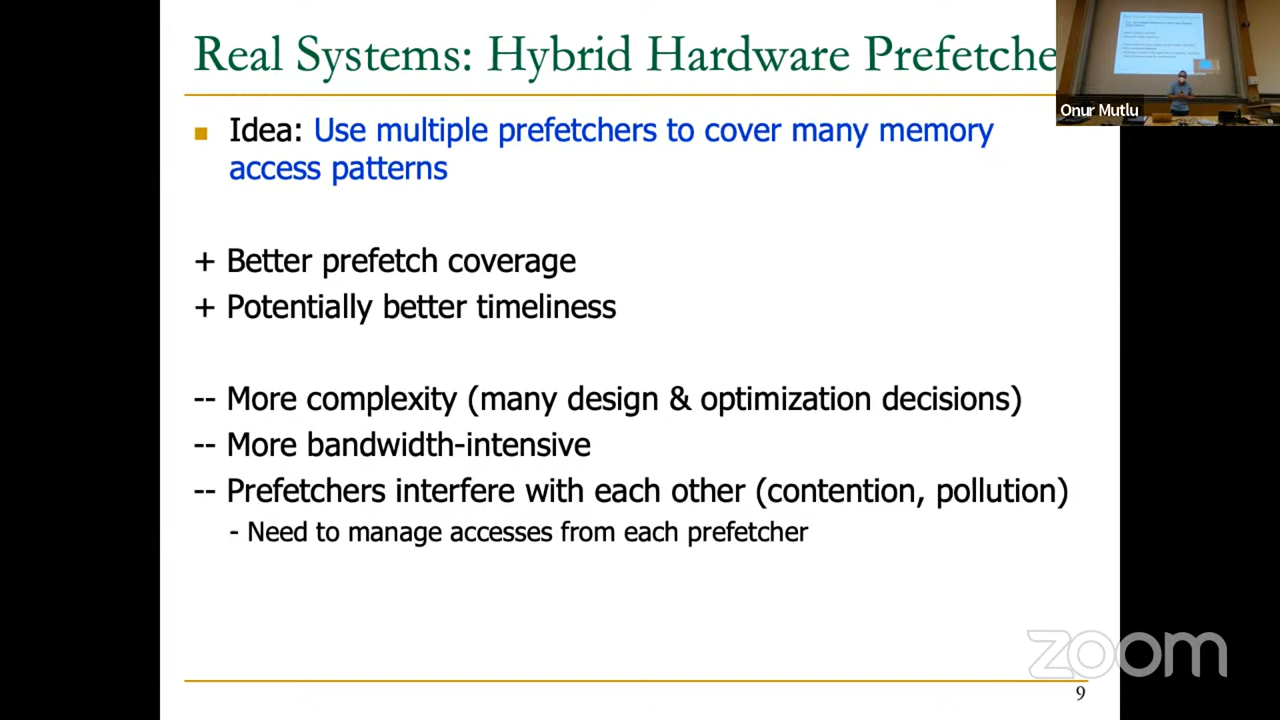 Real Systems: Hybrid Hardware Prefetche
Onur Mutlu
Idea: Use multiple prefetchers to cover many memory
access patterns
+ Better prefetch coverage
+ Potentially better timeliness
-- More complexity (many design & optimization decisions)
-- More bandwidth-intensive
-- Prefetchers interfere with each other (contention, pollution)
- Need to manage accesses from each prefetcher
zoom
9